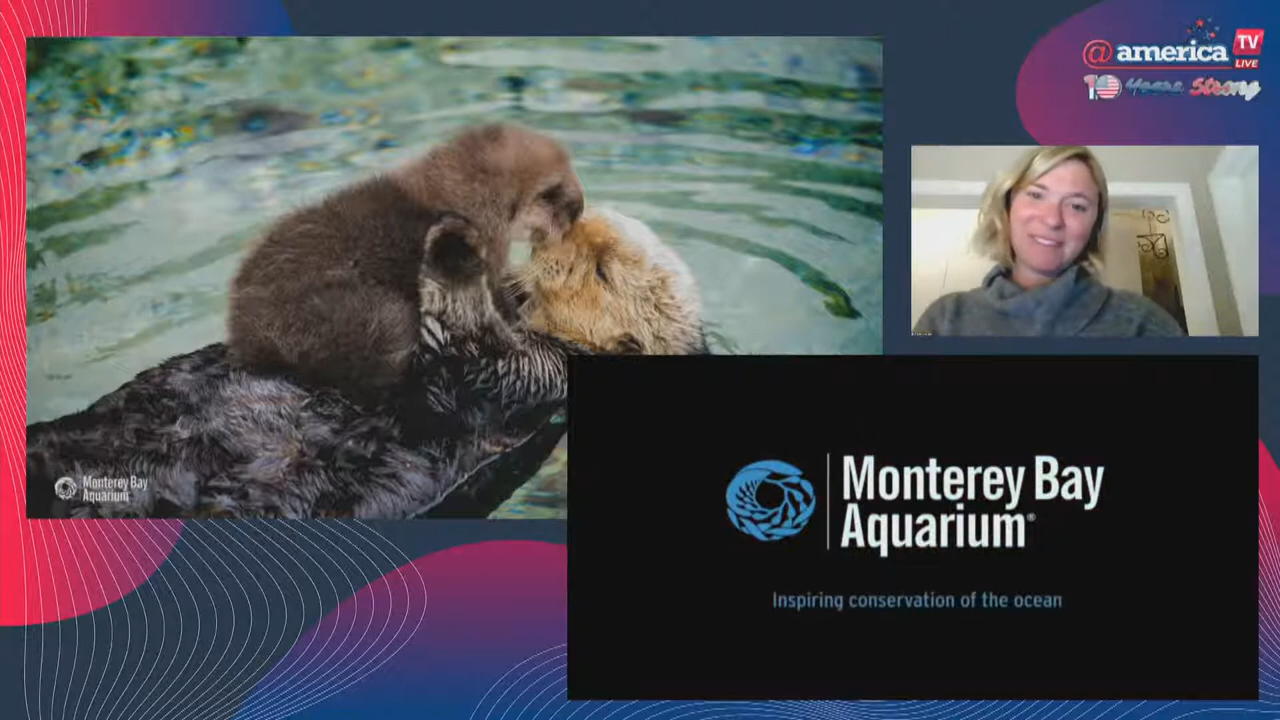 @america
TV
LIVE
10 Years Strong
Monterey Bay
Aquarium
Monterey Bay
Aquarium®
Inspiring conservation of the ocean